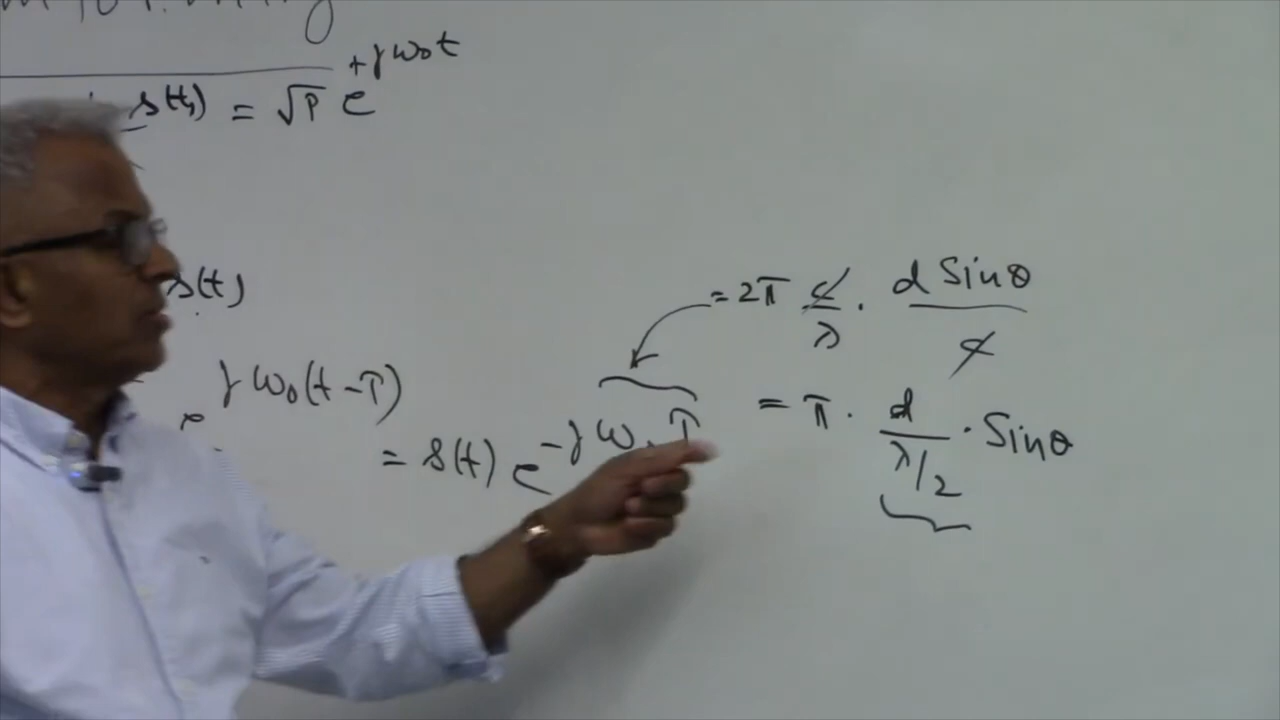 s(t) = √P e^{+jω₀t}
s(t)
e^{jω₀(t-T)}
= s(t) e^{-jω₀T}
= 2π c/λ · d Sinθ/c
= π · d/λ/2 · Sinθ